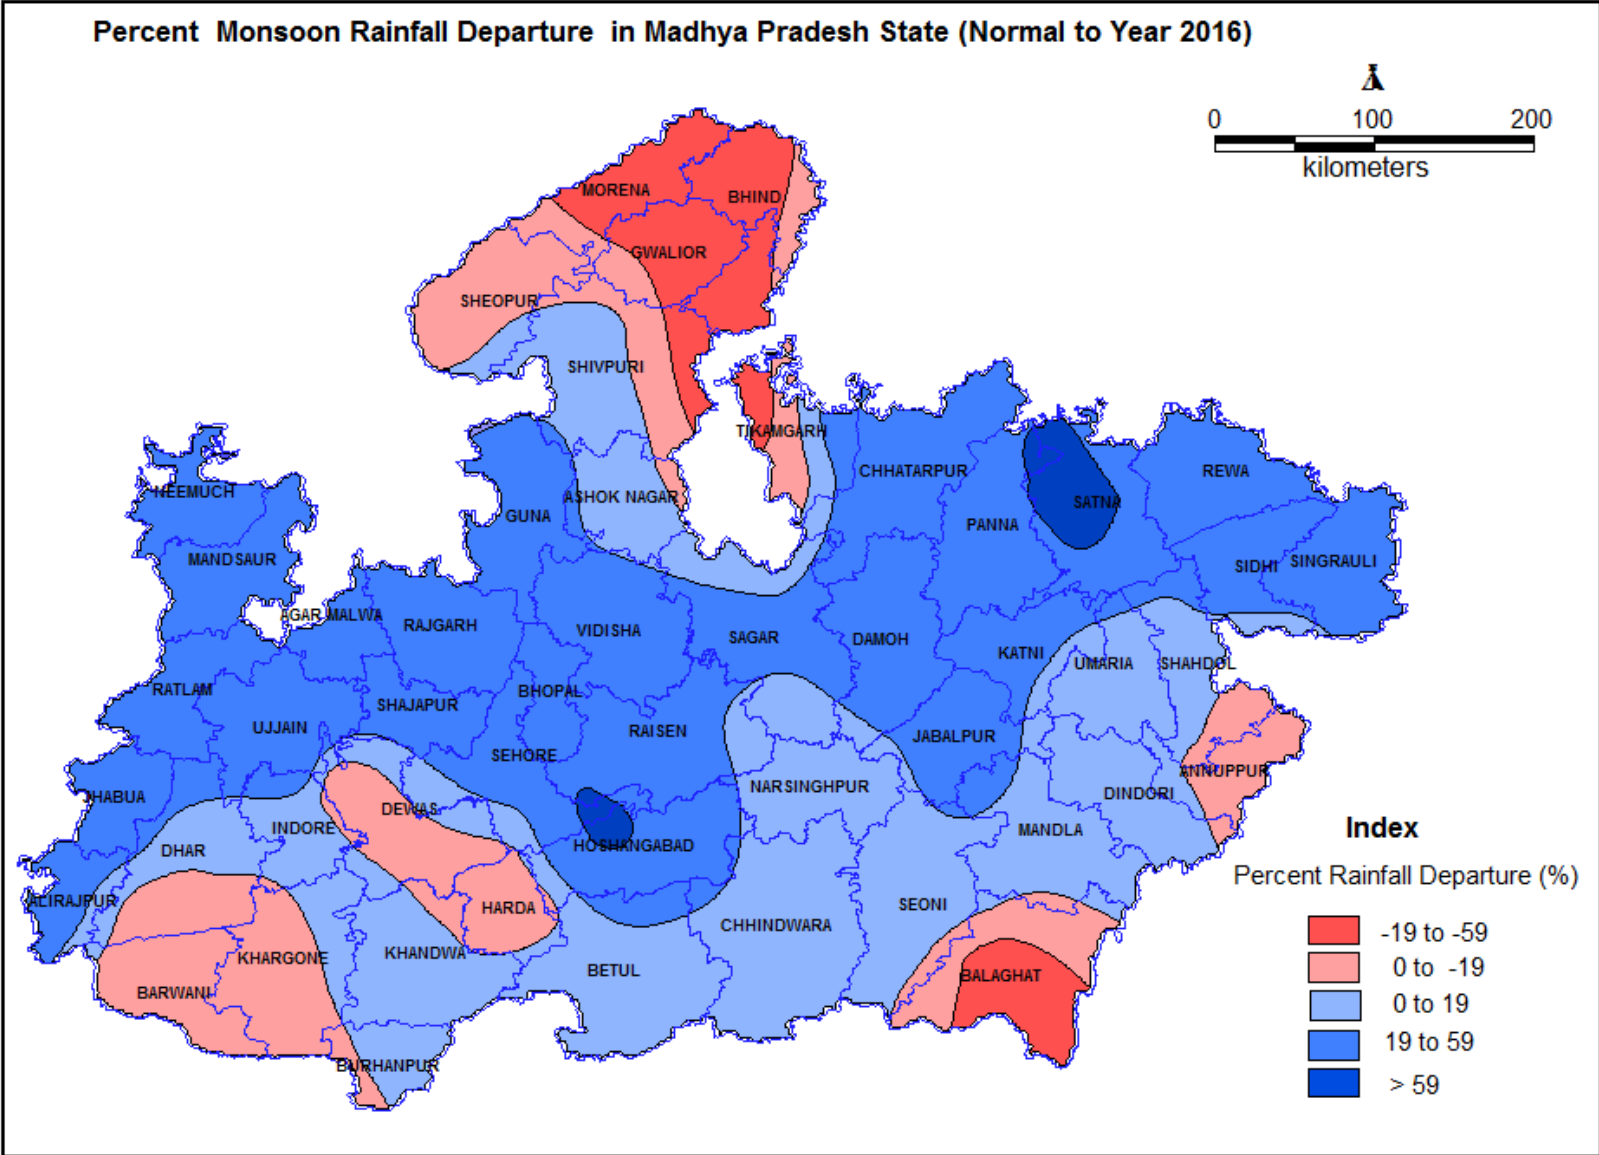 Percent Monsoon Rainfall Departure in Madhya Pradesh State (Normal to Year 2016)
0 100 200
kilometers
MORENA
BHIND
GWALIOR
SHEOPUR
SHIVPURI
TIKAMGARH
CHHATARPUR
REWA
NEEMUCH
ASHOK NAGAR
SATNA
GUNA
PANNA
MANDSAUR
SIDHI
SINGRAULI
AGAR MALWA
RAJGARH
VIDISHA
SAGAR
DAMOH
KATNI
UMARIA
SHAHDOL
RATLAM
BHOPAL
SHAJAPUR
UJJAIN
RAISEN
JABALPUR
SEHORE
ANNUPPUR
JHABUA
DEWAS
NARSINGHPUR
DINDORI
INDORE
MANDLA
DHAR
HOSHANGABAD
ALIRAJPUR
HARDA
SEONI
CHHINDWARA
KHARGONE
KHANDWA
BETUL
BALAGHAT
BARWANI
BURHANPUR
Index
Percent Rainfall Departure (%)
-19 to -59
0 to -19
0 to 19
19 to 59
> 59